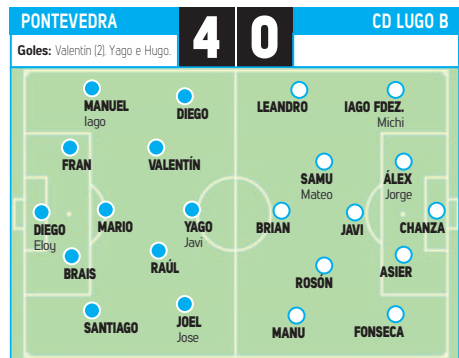 PONTEVEDRA
4
0
CD LUGO B
Goles: Valentín (2), Yago e Hugo.
MANUEL
Iago
DIEGO
FRAN
VALENTÍN
DIEGO
Eloy
MARIO
YAGO
Javi
BRAIS
RAÚL
SANTIAGO
JOEL
Jose
LEANDRO
IAGO FDEZ.
Michi
SAMU
Mateo
ÁLEX
Jorge
BRIAN
JAVI
CHANZA
ROSÓN
ASIER
MANU
FONSECA